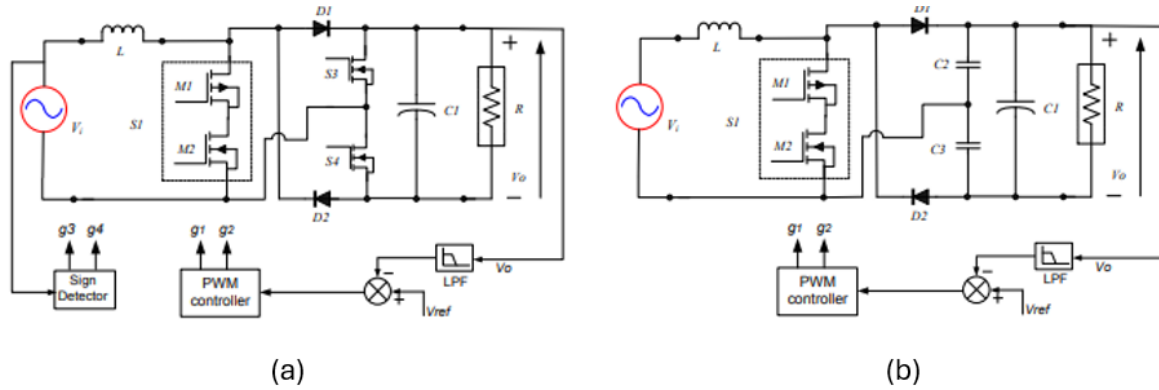 D1
L
M1
S3
S1
C1
R
Vi
M2
S4
Vo
D2
g3 g4
g1 g2
Sign
Detector
PWM
controller
LPF
Vo
Vref
(a)
D1
L
C2
M1
S1
C1
R
Vi
M2
C3
Vo
D2
g1 g2
PWM
controller
LPF
Vo
Vref
(b)